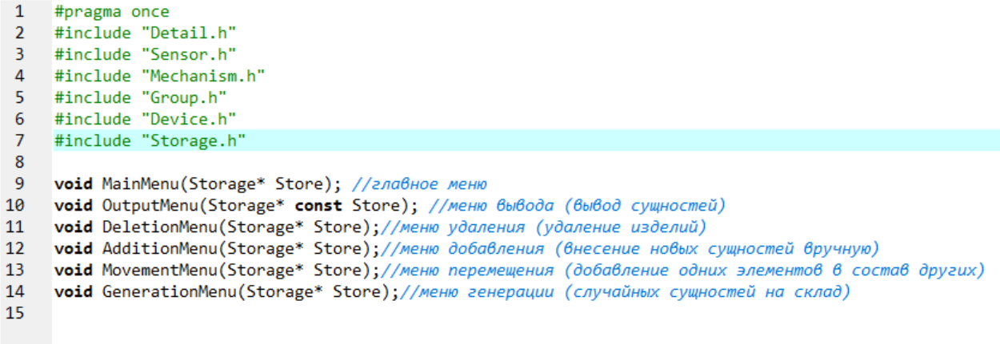 1 #pragma once
2 #include "Detail.h"
3 #include "Sensor.h"
4 #include "Mechanism.h"
5 #include "Group.h"
6 #include "Device.h"
7 #include "Storage.h"
8
9 void MainMenu(Storage* Store); //главное меню
10 void OutputMenu(Storage* const Store); //меню вывода (вывод сущностей)
11 void DeletionMenu(Storage* Store);//меню удаления (удаление изделий)
12 void AdditionMenu(Storage* Store);//меню добавления (внесение новых сущностей вручную)
13 void MovementMenu(Storage* Store);//меню перемещения (добавление одних элементов в состав других)
14 void GenerationMenu(Storage* Store);//меню генерации (случайных сущностей на склад)
15